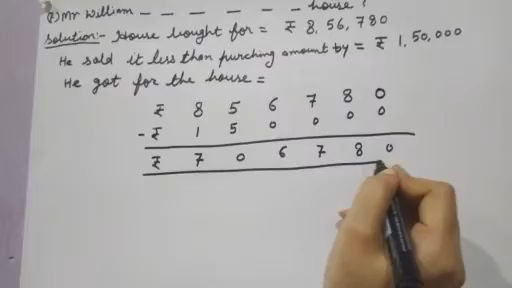 (2) Mr William _ _ _ _ _ _ house ?
Solution:- House bought for = ₹ 8,56,780
He sold it less then purching amount by = ₹ 1,50,000
He got for the house =
₹ 8 5 6 7 8 0
- ₹ 1 5 0 0 0 0
₹ 7 0 6 7 8 0